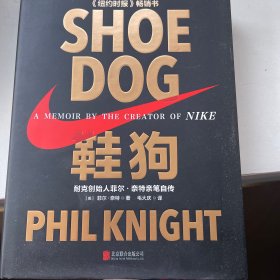 《纽约时报》畅销书
SHOE
DOG
A MEMOIR BY THE CREATOR OF NIKE
鞋狗
耐克创始人菲尔·奈特亲笔自传
[美] 菲尔·奈特 著 毛大庆 译
PHIL KNIGHT
北京联合出版公司